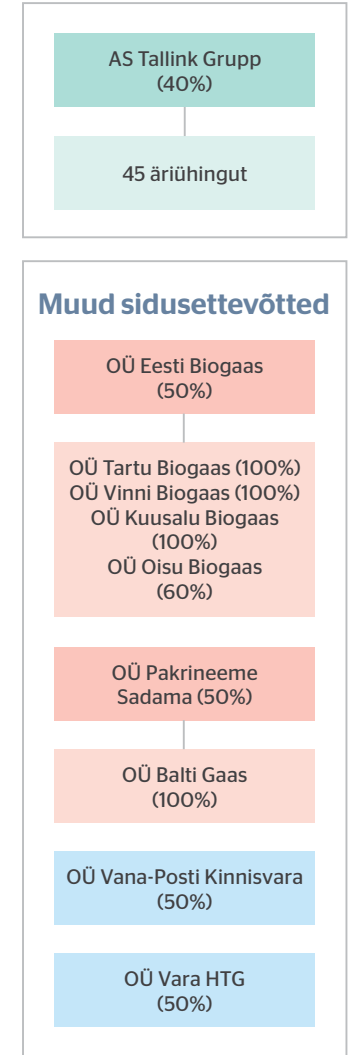 AS Tallink Grupp
(40%)
45 äriühingut
Muud sidusettevõtted
OÜ Eesti Biogaas
(50%)
OÜ Tartu Biogaas (100%)
OÜ Vinni Biogaas (100%)
OÜ Kuusalu Biogaas
(100%)
OÜ Oisu Biogaas
(60%)
OÜ Pakrineeme
Sadama (50%)
OÜ Balti Gaas
(100%)
OÜ Vana-Posti Kinnisvara
(50%)
OÜ Vara HTG
(50%)